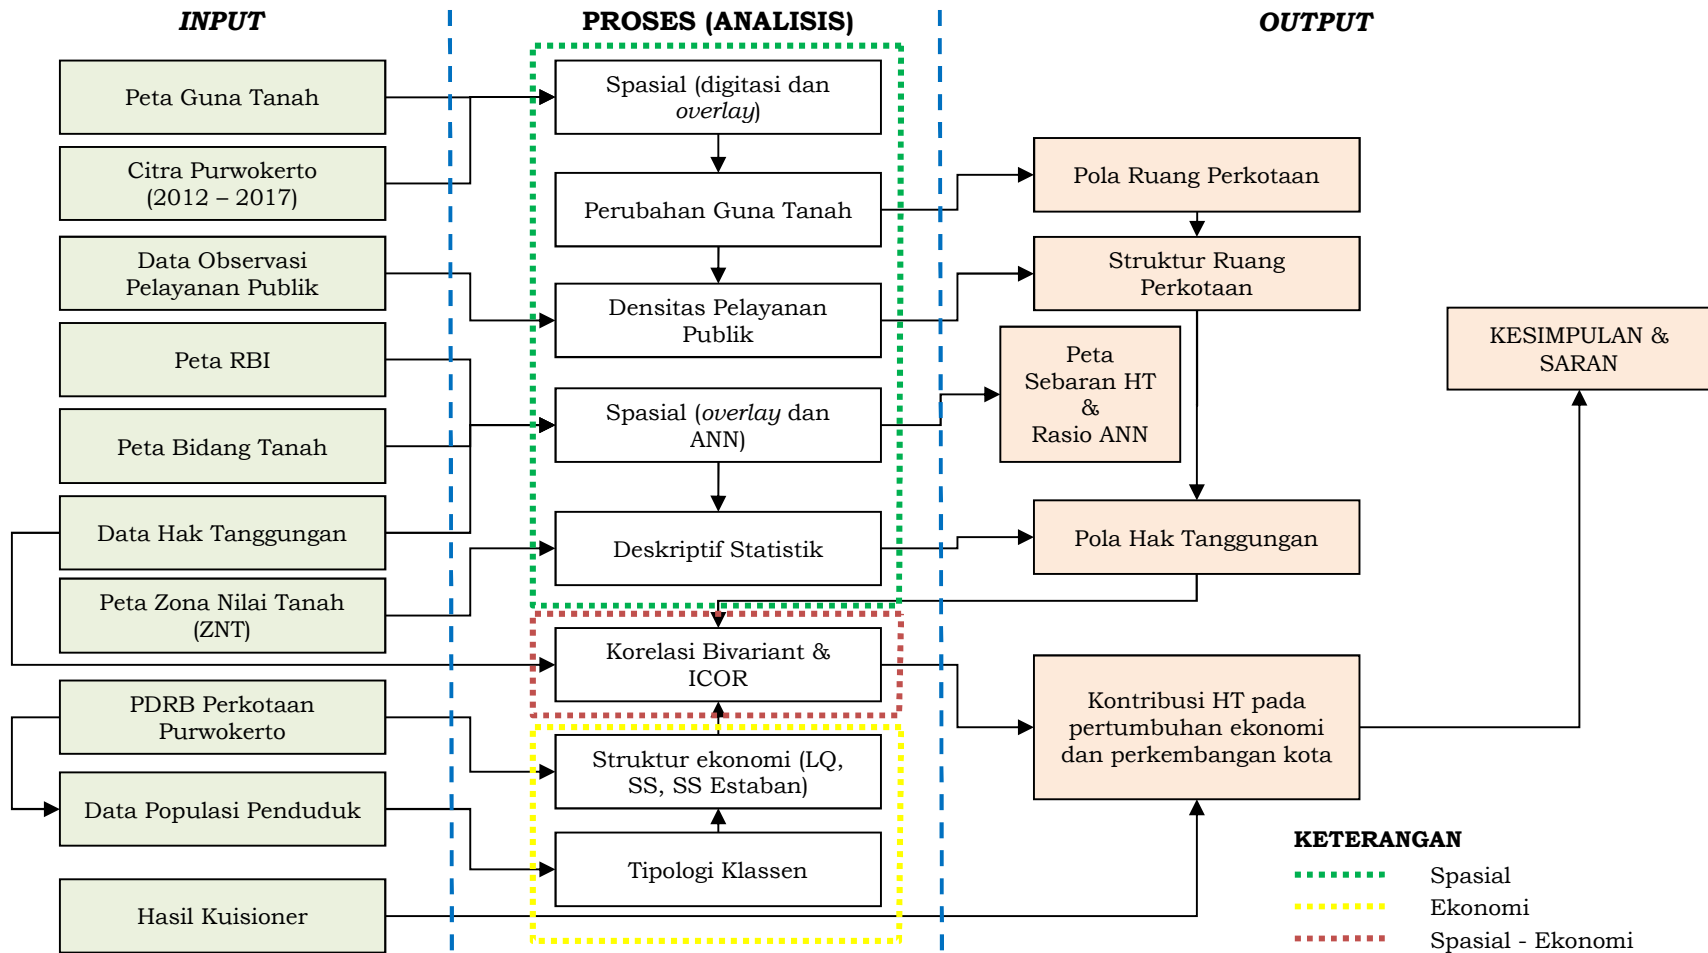 INPUT
PROSES (ANALISIS)
OUTPUT
Peta Guna Tanah
Citra Purwokerto
(2012 – 2017)
Data Observasi
Pelayanan Publik
Peta RBI
Peta Bidang Tanah
Data Hak Tanggungan
Peta Zona Nilai Tanah
(ZNT)
PDRB Perkotaan
Purwokerto
Data Populasi Penduduk
Hasil Kuisioner
Spasial (digitasi dan
overlay)
Perubahan Guna Tanah
Densitas Pelayanan
Publik
Spasial (overlay dan
ANN)
Deskriptif Statistik
Korelasi Bivariant &
ICOR
Struktur ekonomi (LQ,
SS, SS Estaban)
Tipologi Klassen
Pola Ruang Perkotaan
Struktur Ruang
Perkotaan
Peta
Sebaran HT
&
Rasio ANN
Pola Hak Tanggungan
Kontribusi HT pada
pertumbuhan ekonomi
dan perkembangan kota
KESIMPULAN &
SARAN
KETERANGAN
Spasial
Ekonomi
Spasial - Ekonomi